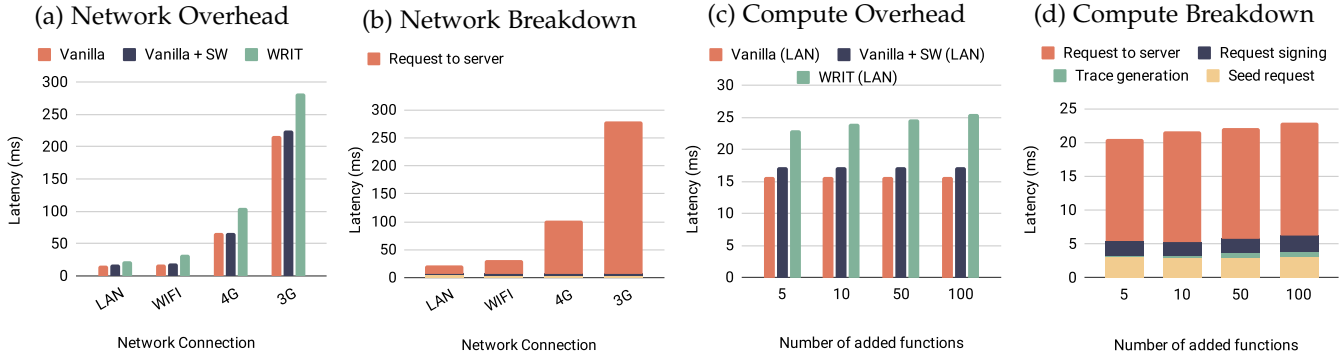 (a) Network Overhead
Vanilla Vanilla + SW WRIT
300
250
200
150
100
50
0
Latency (ms)
LAN WIFI 4G 3G
Network Connection
(b) Network Breakdown
Request to server
300
250
200
150
100
50
0
Latency (ms)
LAN WIFI 4G 3G
Network Connection
(c) Compute Overhead
Vanilla (LAN) Vanilla + SW (LAN)
WRIT (LAN)
30
25
20
15
10
5
0
Latency (ms)
5 10 50 100
Number of added functions
(d) Compute Breakdown
Request to server Request signing
Trace generation Seed request
25
20
15
10
5
0
Latency (ms)
5 10 50 100
Number of added functions